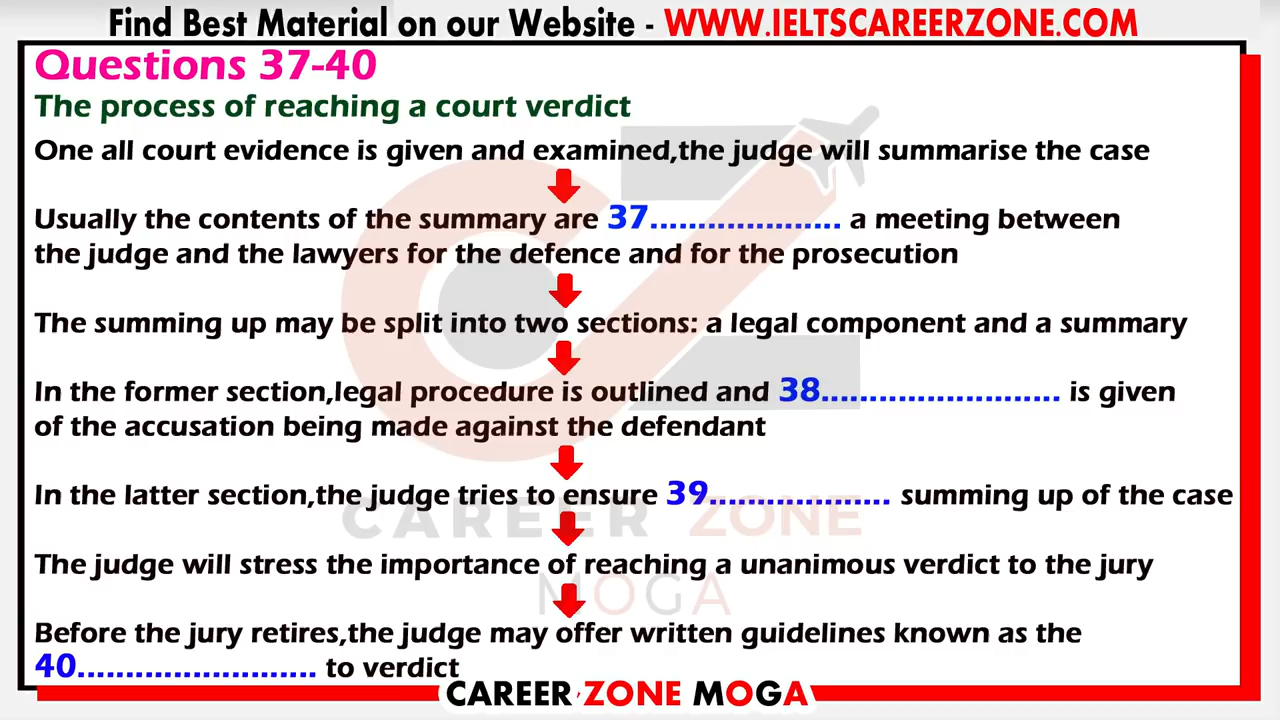 Find Best Material on our Website - WWW.IELTSCAREERZONE.COM
Questions 37-40
The process of reaching a court verdict
One all court evidence is given and examined,the judge will summarise the case
Usually the contents of the summary are 37................... a meeting between
the judge and the lawyers for the defence and for the prosecution
The summing up may be split into two sections: a legal component and a summary
In the former section,legal procedure is outlined and 38........................ is given
of the accusation being made against the defendant
In the latter section,the judge tries to ensure 39.................. summing up of the case
CAREER ZONE
The judge will stress the importance of reaching a unanimous verdict to the jury
MOGA
Before the jury retires,the judge may offer written guidelines known as the
40........................ to verdict
CAREER ZONE MOGA